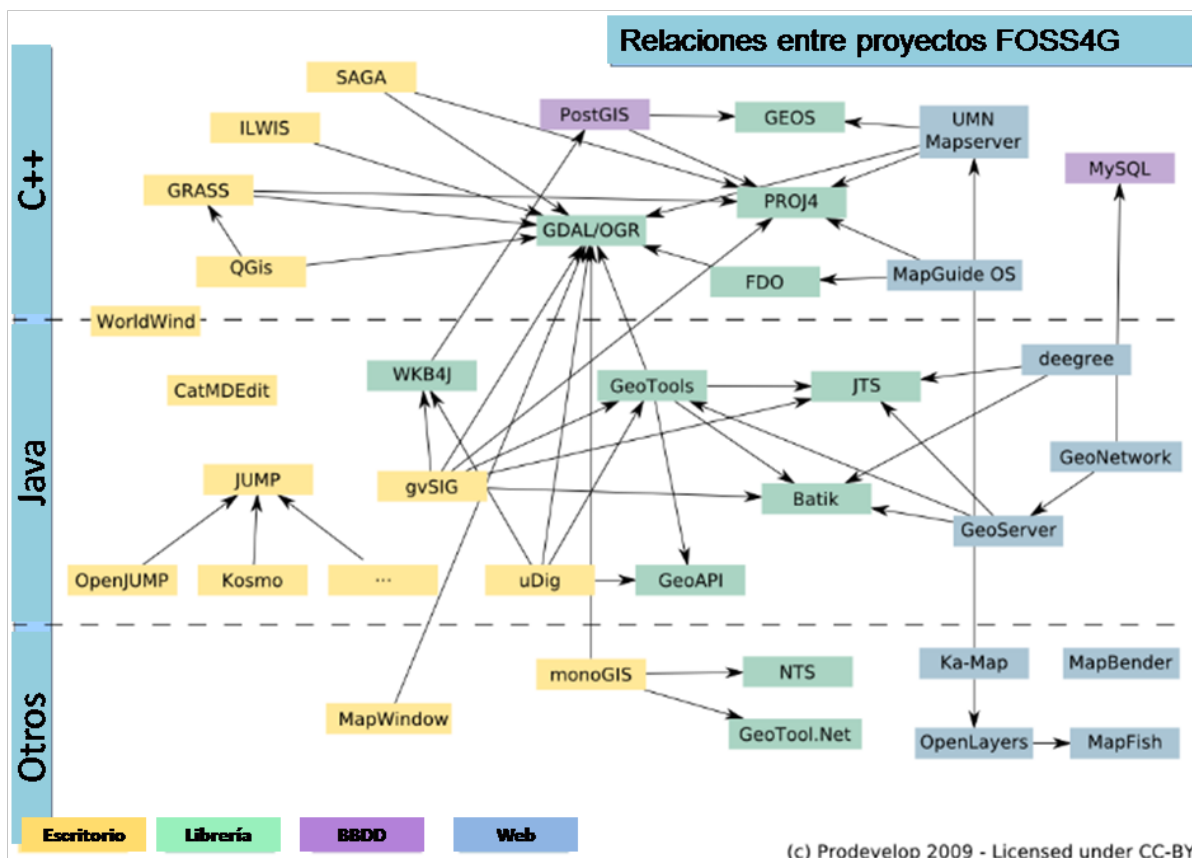 Relaciones entre proyectos FOSS4G
C++
SAGA
PostGIS
GEOS
UMN
Mapserver
ILWIS
MySQL
GRASS
PROJ4
GDAL/OGR
QGis
FDO
MapGuide OS
WorldWind
Java
WKB4J
GeoTools
JTS
deegree
CatMDEdit
JUMP
gvSIG
Batik
GeoNetwork
GeoServer
OpenJUMP
Kosmo
...
uDig
GeoAPI
Otros
monoGIS
NTS
Ka-Map
MapBender
MapWindow
GeoTool.Net
OpenLayers
MapFish
Escritorio
Librería
BBDD
Web
(c) Prodevelop 2009 - Licensed under CC-BY